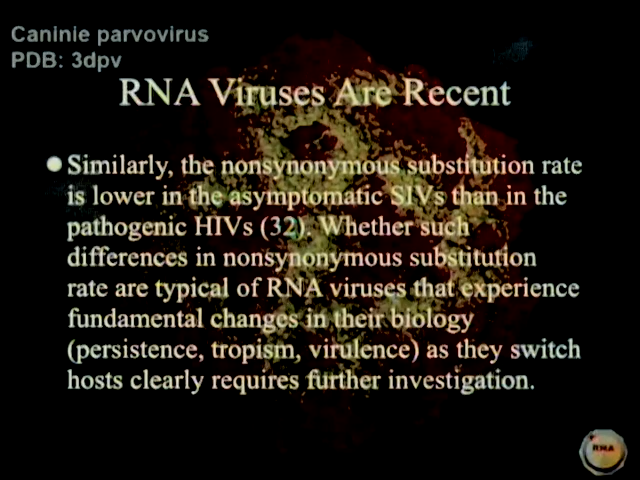 Caninie parvovirus
PDB: 3dpv
RNA Viruses Are Recent
Similarly, the nonsynonymous substitution rate
is lower in the asymptomatic SIVs than in the
pathogenic HIVs (32). Whether such
differences in nonsynonymous substitution
rate are typical of RNA viruses that experience
fundamental changes in their biology
(persistence, tropism, virulence) as they switch
hosts clearly requires further investigation.
RNA